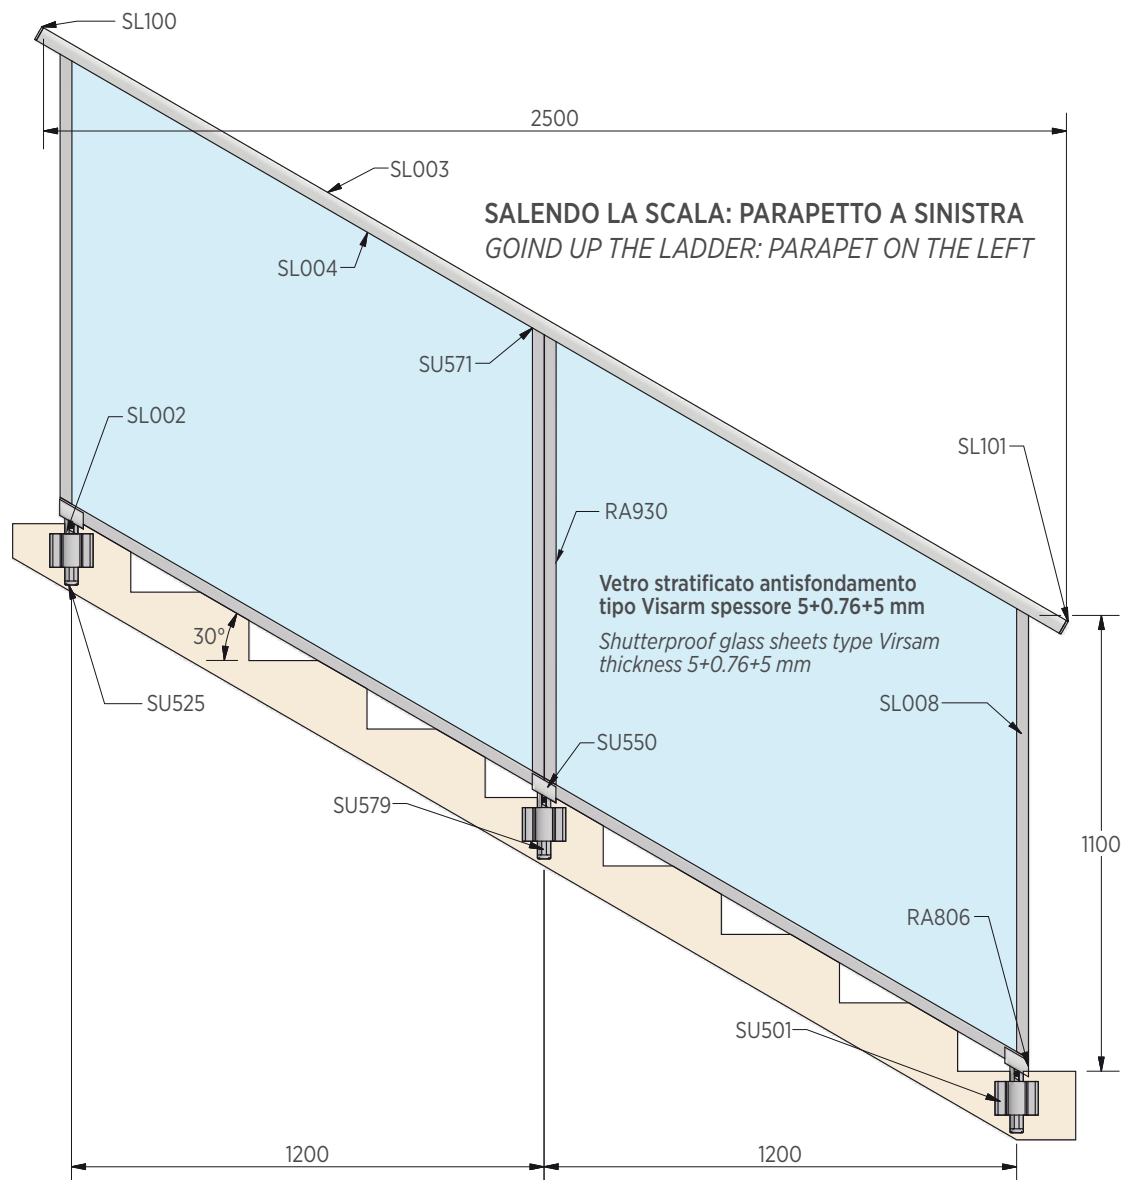 SL100
2500
SL003
SALENDO LA SCALA: PARAPETTO A SINISTRA
GOIND UP THE LADDER: PARAPET ON THE LEFT
SL004
SU571
SL002
SL101
RA930
Vetro stratificato antisfondamento
tipo Visarm spessore 5+0.76+5 mm
Shutterproof glass sheets type Virsam
thickness 5+0.76+5 mm
30°
SU525
SL008
SU550
SU579
1100
RA806
SU501
1200
1200